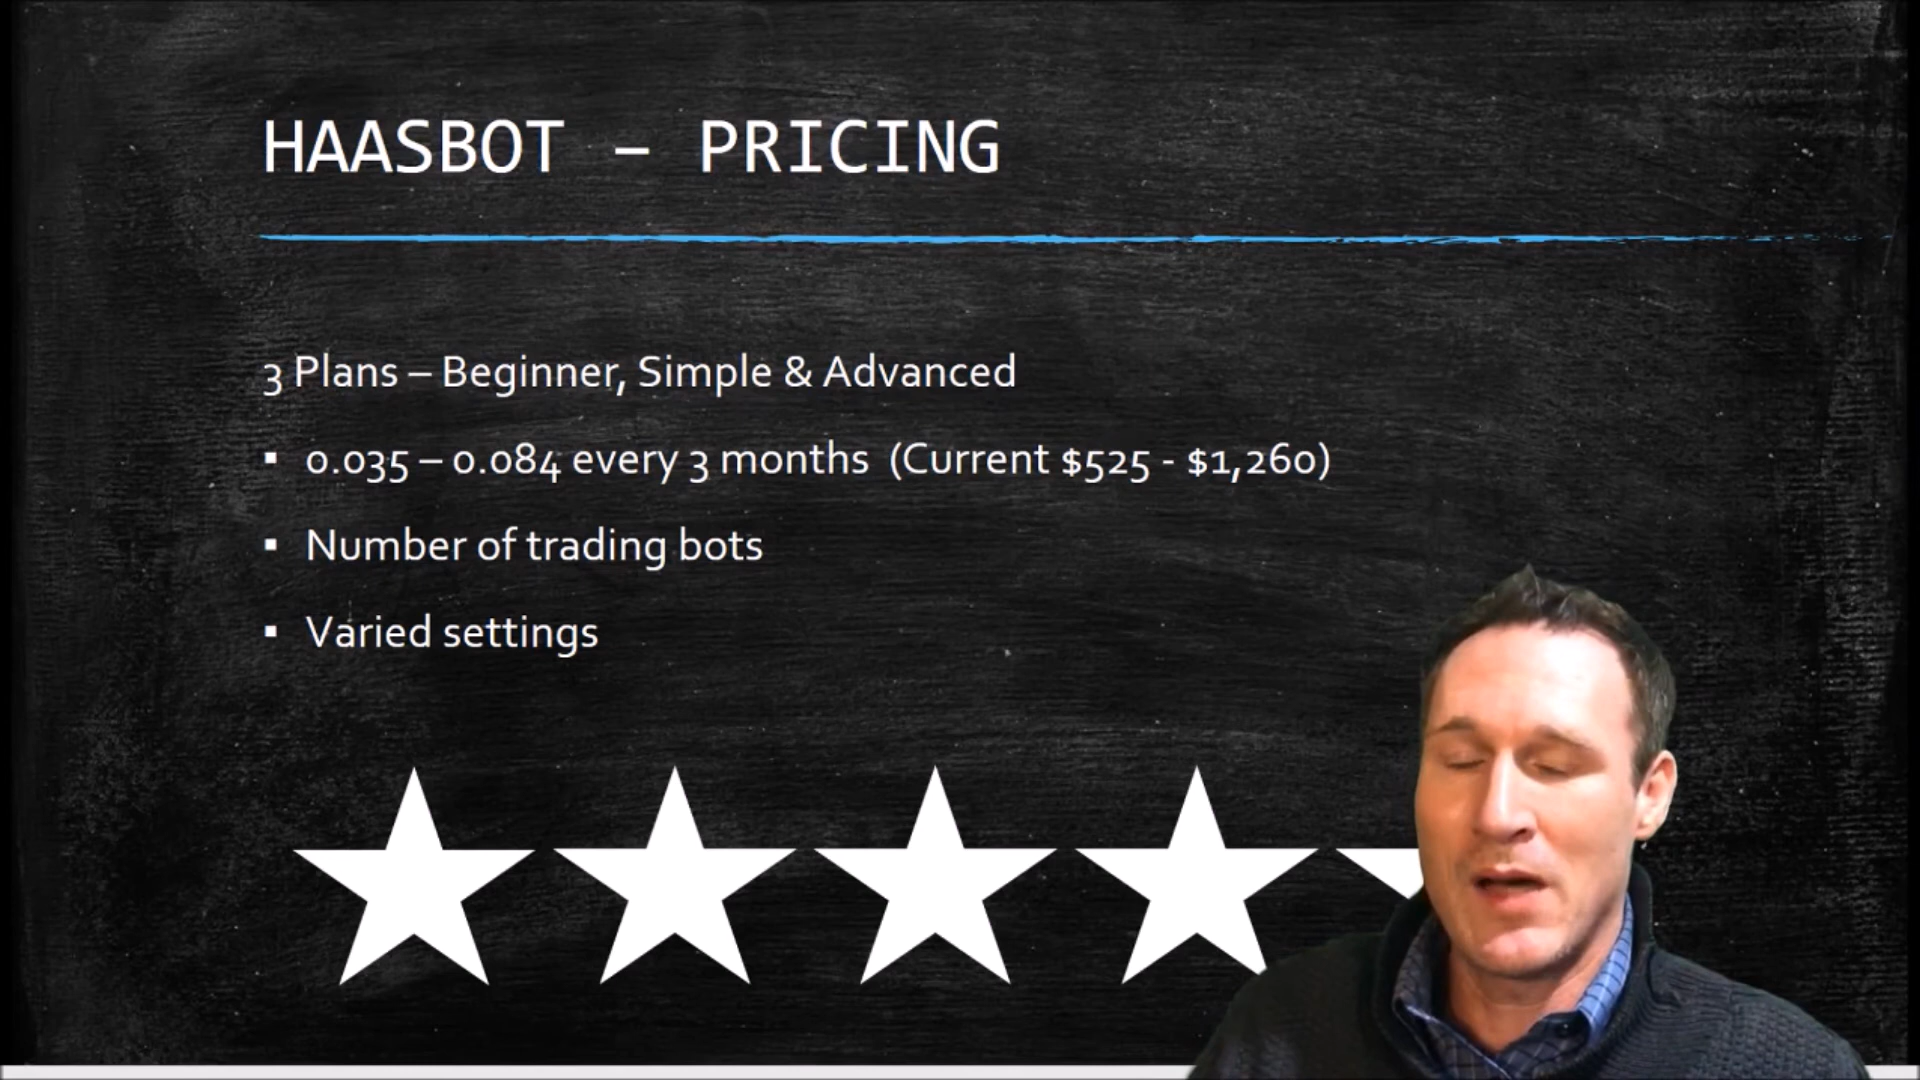 HAASBOT – PRICING
3 Plans – Beginner, Simple & Advanced
▪ 0.035 – 0.084 every 3 months (Current $525 - $1,260)
▪ Number of trading bots
▪ Varied settings